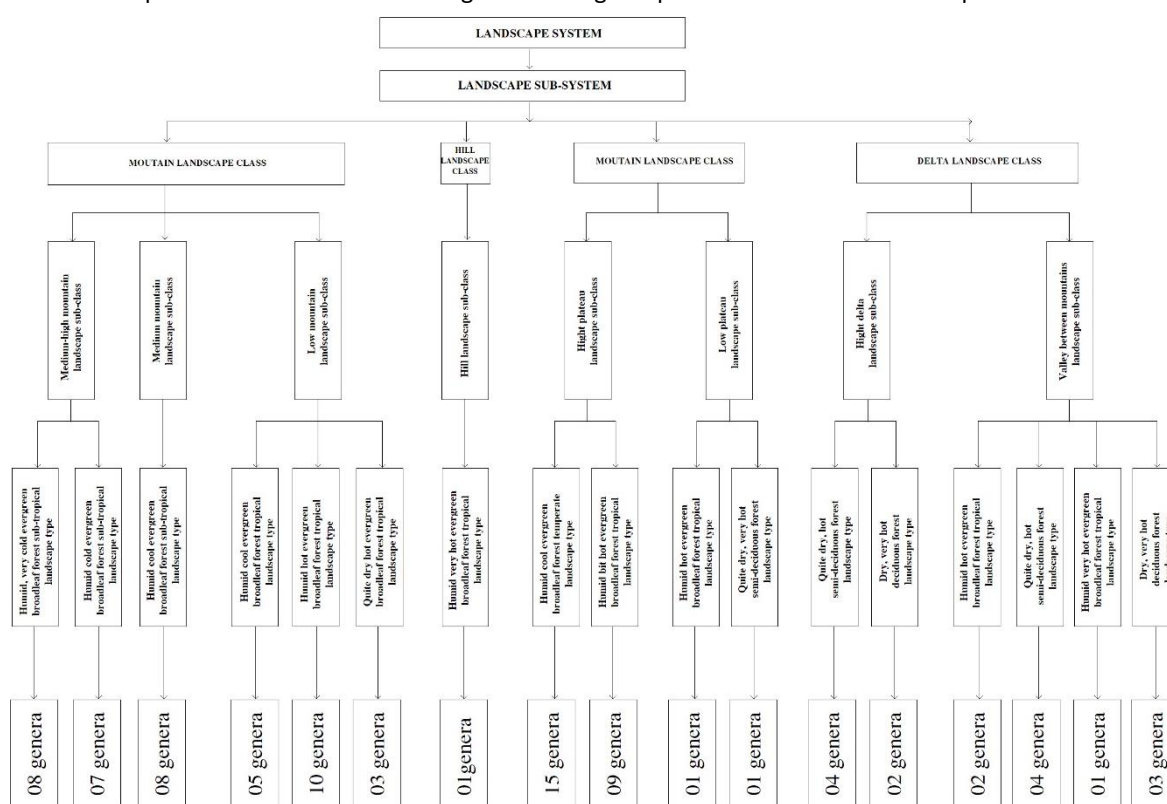 LANDSCAPE SYSTEM
LANDSCAPE SUB-SYSTEM
MOUTAIN LANDSCAPE CLASS
HILL
LANDSCAPE
CLASS
MOUTAIN LANDSCAPE CLASS
DELTA LANDSCAPE CLASS
Medium-high mountain
landscape sub-class
Medium mountain
landscape sub-class
Low mountain
landscape sub-class
Hill landscape sub-class
Hight plateau
landscape sub-class
Low plateau
landscape sub-class
Hight delta
landscape sub-class
Valley between mountains
landscape sub-class
Humid, very cold evergreen
broadleaf forest sub-tropical
landscape type
Humid cold evergreen
broadleaf forest sub-tropical
landscape type
Humid cool evergreen
broadleaf forest sub-tropical
landscape type
Humid cool evergreen
broadleaf forest tropical
landscape type
Humid hot evergreen
broadleaf forest tropical
landscape type
Quite dry hot evergreen
broadleaf forest tropical
landscape type
Humid very hot evergreen
broadleaf forest tropical
landscape type
Humid cool evergreen
broadleaf forest temperate
landscape type
Humid bit hot evergreen
broadleaf forest tropical
landscape type
Humid hot evergreen
broadleaf forest tropical
landscape type
Quite dry, very hot
semi-deciduous forest
landscape type
Quite dry, hot
semi-deciduous forest
landscape type
Dry, very hot
deciduous forest
landscape type
Humid hot evergreen
broadleaf forest tropical
landscape type
Quite dry, hot
semi-deciduous forest
landscape type
Humid very hot evergreen
broadleaf forest tropical
landscape type
Dry, very hot
deciduous forest
08 genera
07 genera
08 genera
05 genera
10 genera
03 genera
01genera
15 genera
09 genera
01 genera
01 genera
04 genera
02 genera
02 genera
04 genera
01 genera
03 genera